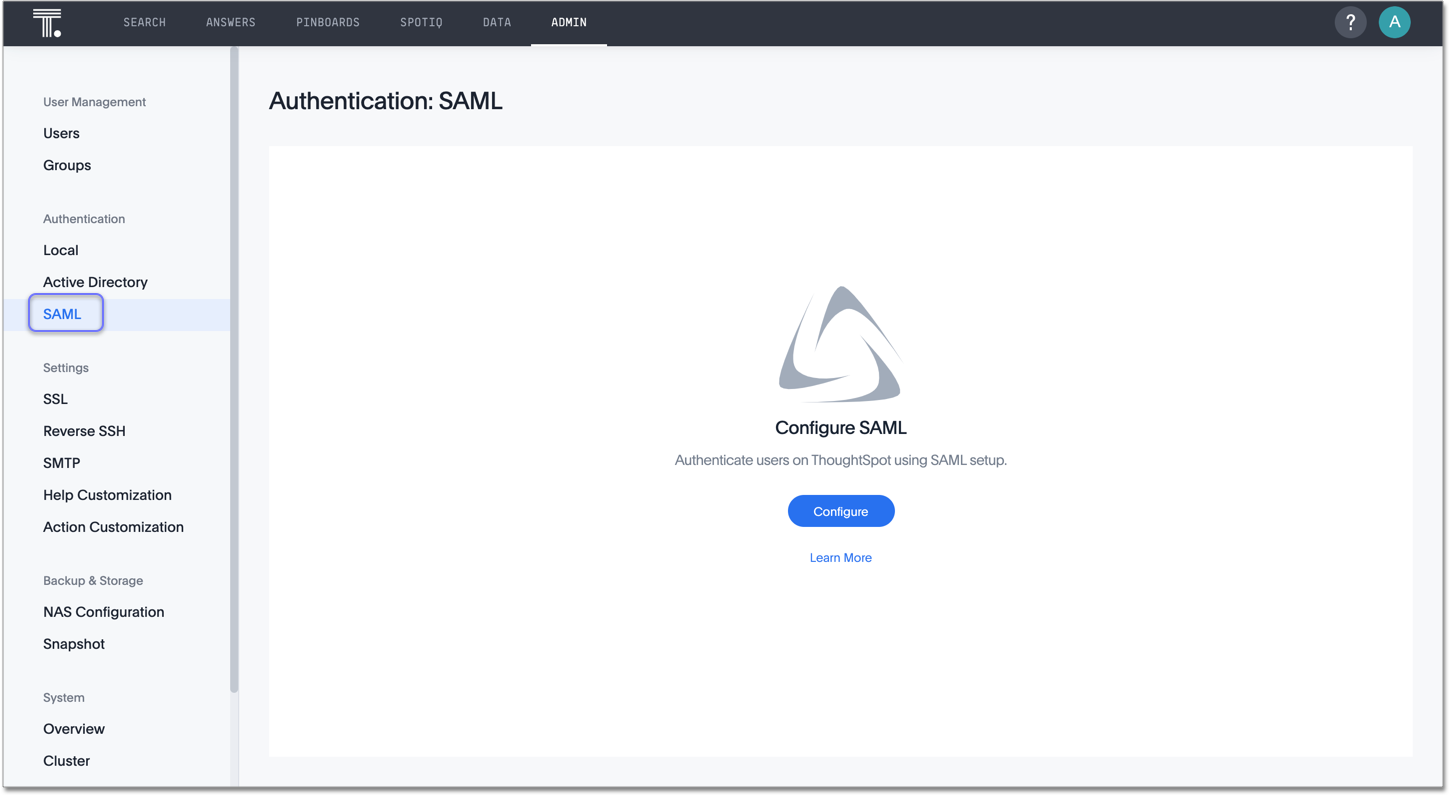 T. SEARCH ANSWERS PINBOARDS SPOTIQ DATA ADMIN ? A
User Management
Users
Groups
Authentication
Local
Active Directory
SAML
Settings
SSL
Reverse SSH
SMTP
Help Customization
Action Customization
Backup & Storage
NAS Configuration
Snapshot
System
Overview
Cluster
Authentication: SAML
Configure SAML
Authenticate users on ThoughtSpot using SAML setup.
Configure
Learn More